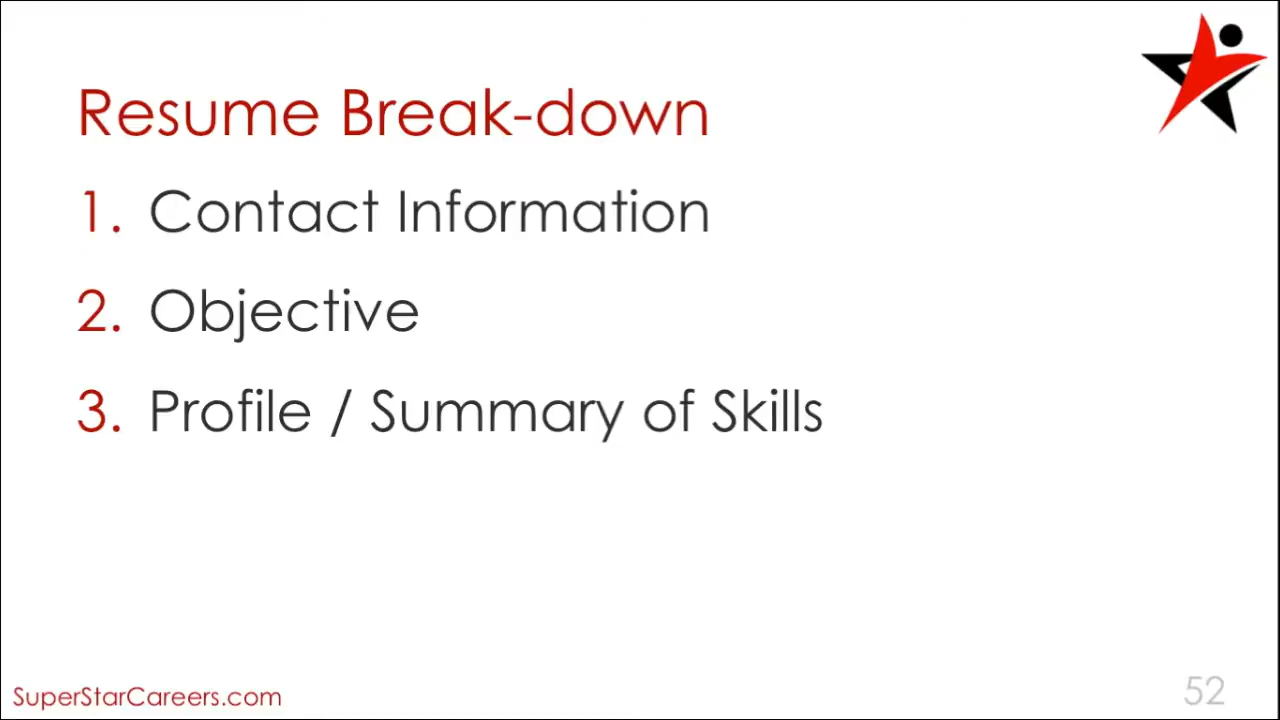 Resume Break-down
1. Contact Information
2. Objective
3. Profile / Summary of Skills
SuperStarCareers.com
52